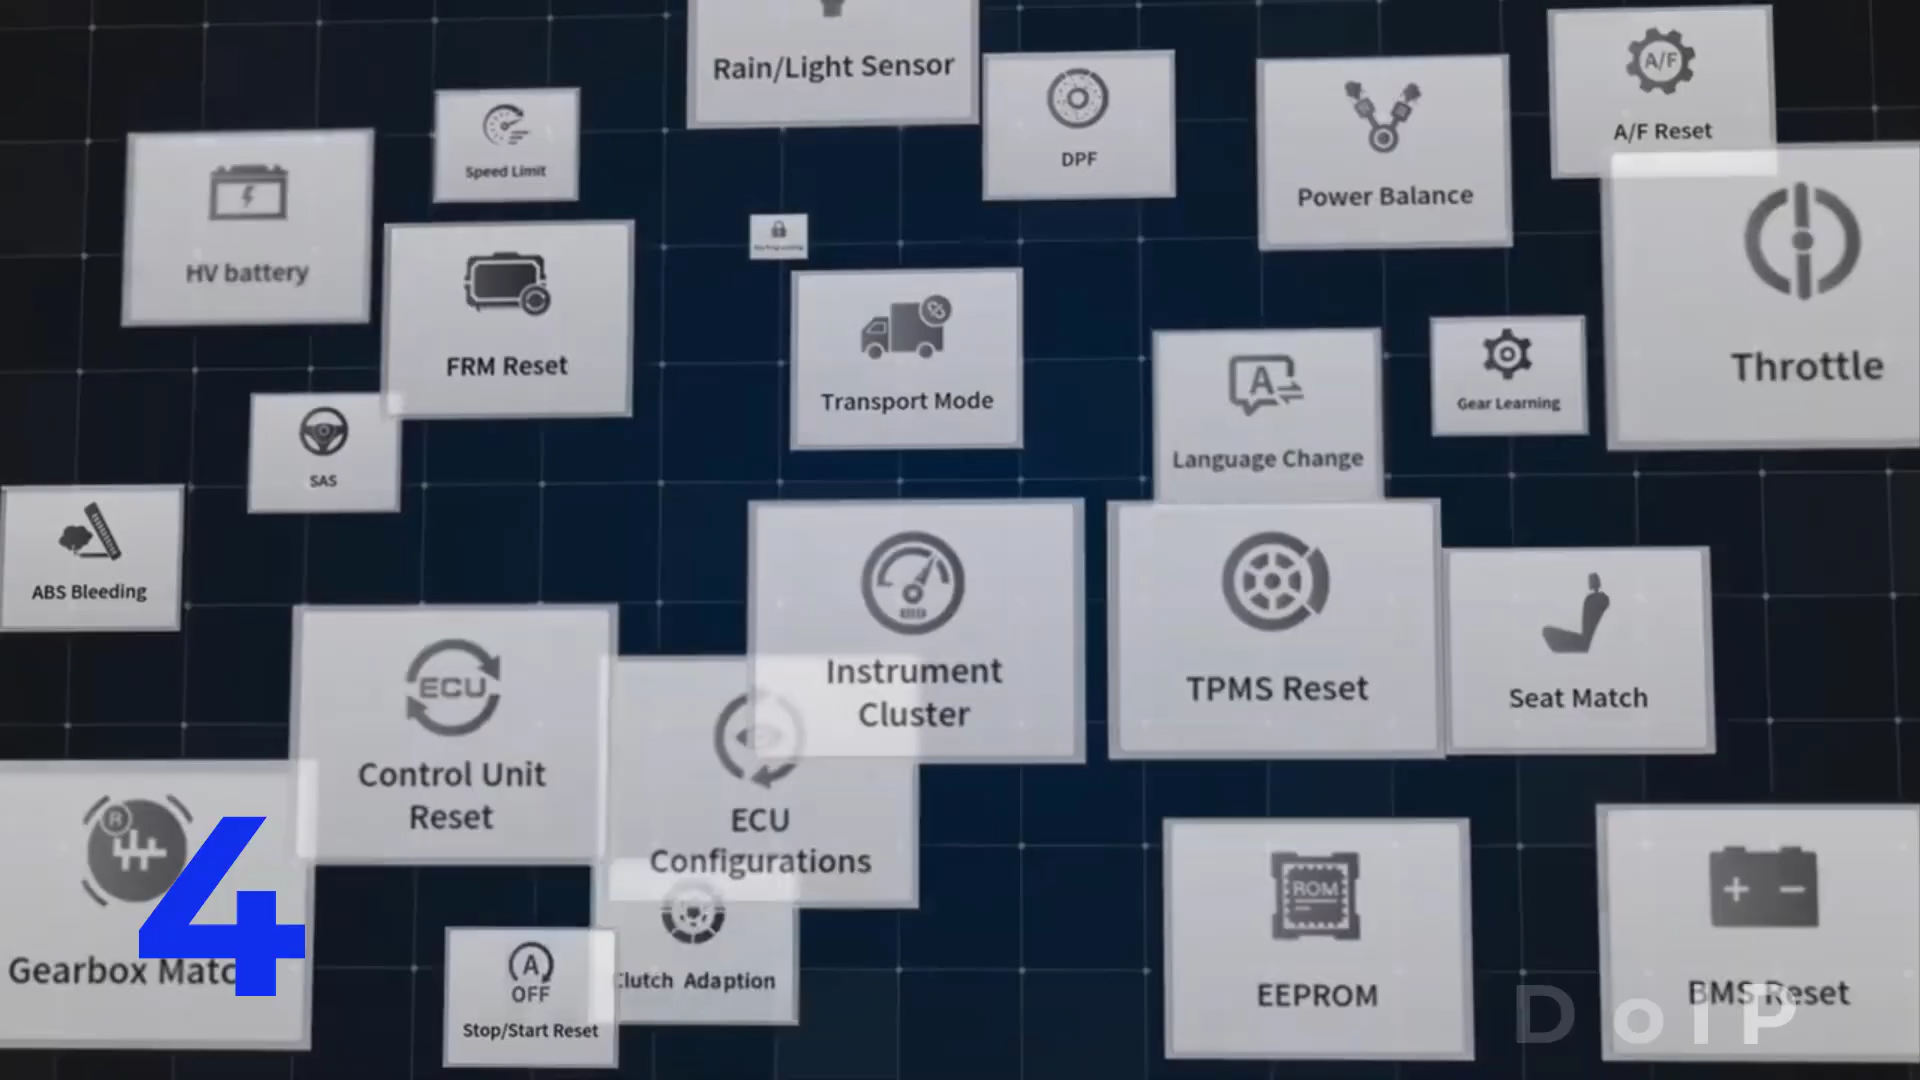 Rain/Light Sensor
A/F
A/F Reset
DPF
Speed Limit
Power Balance
HV battery
FRM Reset
Throttle
Transport Mode
A
Language Change
Gear Learning
SAS
ABS Bleeding
Instrument
Cluster
TPMS Reset
Seat Match
ECU
Control Unit
Reset
ECU
Configurations
R
Gearbox Matc
4
Clutch Adaption
A
OFF
Stop/Start Reset
ROM
EEPROM
BMS Reset
DoIP